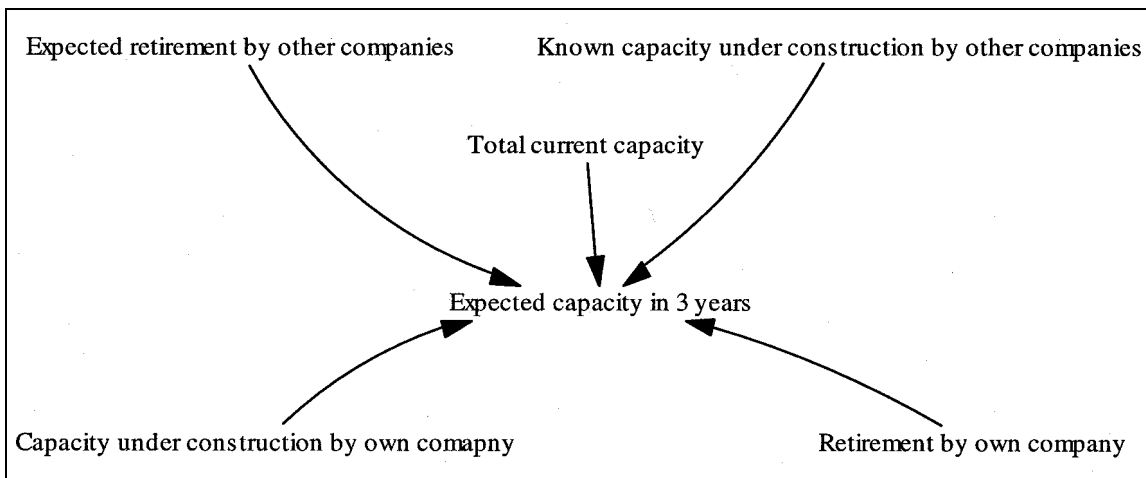 Expected retirement by other companies
Known capacity under construction by other companies
Total current capacity
Expected capacity in 3 years
Capacity under construction by own comapny
Retirement by own company